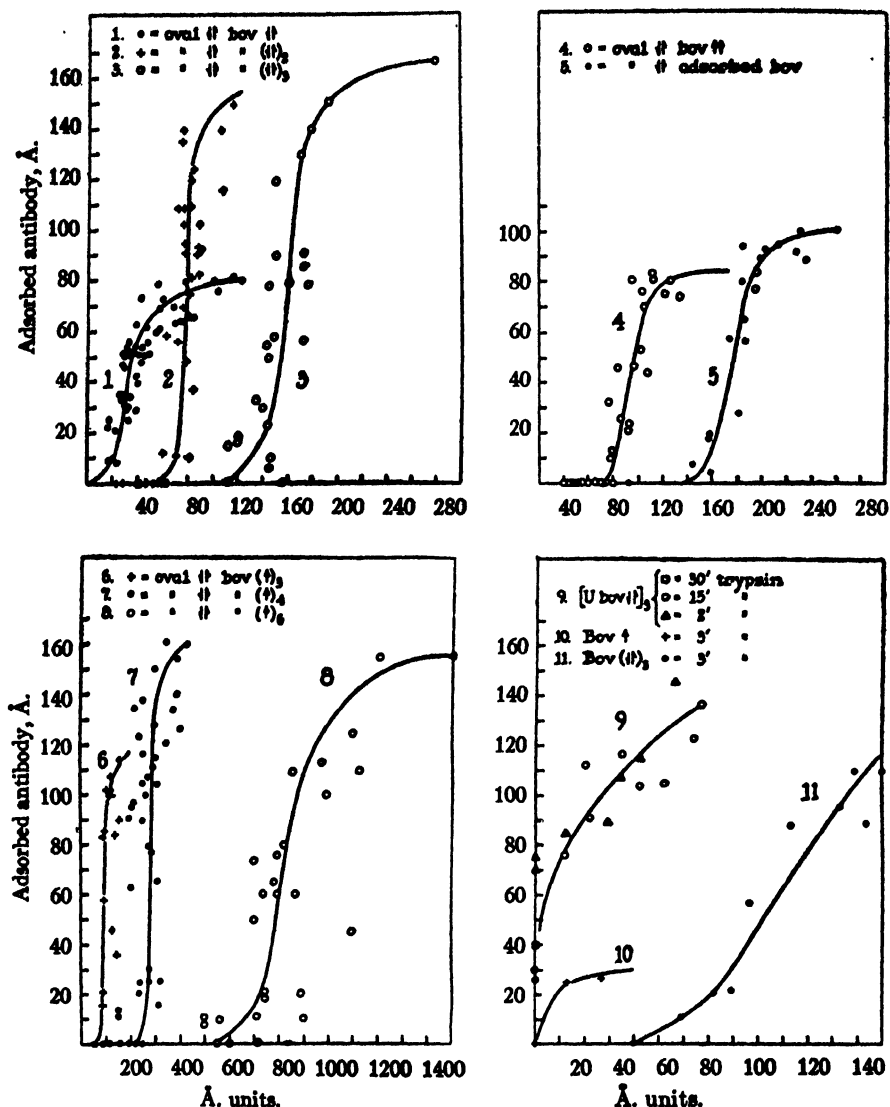 1. • = oval ⥮ bov ⥮
2. + = " ⥮ " (⥮)₂
3. o = " ⥮ " (⥮)₃
Adsorbed antibody, Å.
160
140
120
100
80
60
40
20
1
2
3
40 80 120 160 200 240 280
4. o = oval ⥮ bov ⇈
5. • = " ⥮ adsorbed bov
100
80
60
40
20
4
5
40 80 120 160 200 240 280
6. + = oval ⥮ bov (↑)₃
7. • = " ⥮ " (↑)₄
8. o = " ⥮ " (↑)₆
Adsorbed antibody, Å.
160
140
120
100
80
60
40
20
6
7
8
200 400 600 800 1000 1200 1400
Å. units.
9. [U bov ⥮]₃ { o = 30' trypsin
o = 15' "
△ = 2' "
10. Bov ↑ + = 3' "
11. Bov (⥮)₃ • = 3' "
160
140
120
100
80
60
40
20
9
10
11
20 40 60 80 100 120 140
Å. units.